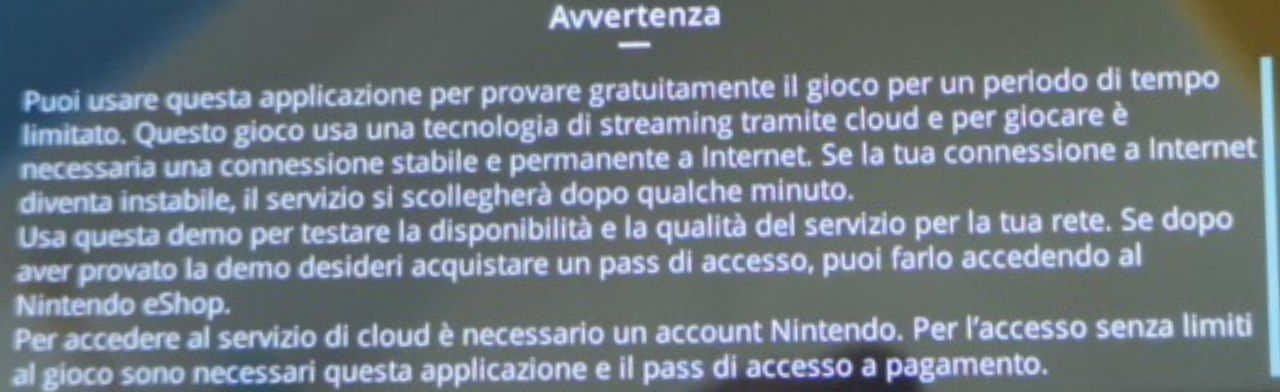 Avvertenza
Puoi usare questa applicazione per provare gratuitamente il gioco per un periodo di tempo
limitato. Questo gioco usa una tecnologia di streaming tramite cloud e per giocare è
necessaria una connessione stabile e permanente a Internet. Se la tua connessione a Internet
diventa instabile, il servizio si scollegherà dopo qualche minuto.
Usa questa demo per testare la disponibilità e la qualità del servizio per la tua rete. Se dopo
aver provato la demo desideri acquistare un pass di accesso, puoi farlo accedendo al
Nintendo eShop.
Per accedere al servizio di cloud è necessario un account Nintendo. Per l'accesso senza limiti
al gioco sono necessari questa applicazione e il pass di accesso a pagamento.